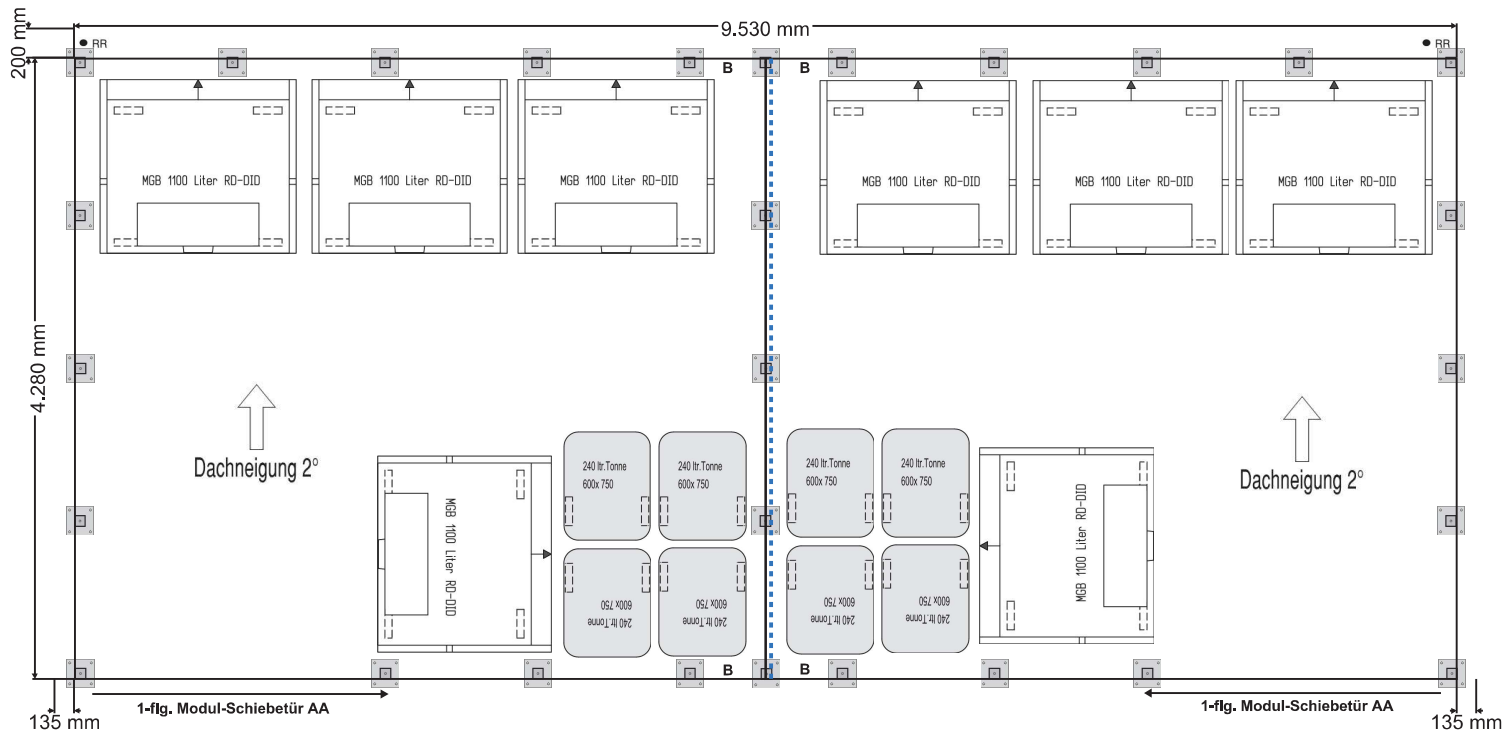 9.530 mm
200 mm
RR
RR
B
B
MGB 1100 Liter RD-DID
MGB 1100 Liter RD-DID
MGB 1100 Liter RD-DID
MGB 1100 Liter RD-DID
MGB 1100 Liter RD-DID
MGB 1100 Liter RD-DID
4.280 mm
Dachneigung 2°
Dachneigung 2°
240 ltr.Tonne
600x 750
240 ltr.Tonne
600x 750
240 ltr.Tonne
600x 750
240 ltr.Tonne
600x 750
MGB 1100 Liter RD-DID
MGB 1100 Liter RD-DID
240 ltr.Tonne
600x 750
240 ltr.Tonne
600x 750
240 ltr.Tonne
600x 750
240 ltr.Tonne
600x 750
B
B
1-flg. Modul-Schiebetür AA
1-flg. Modul-Schiebetür AA
135 mm
135 mm